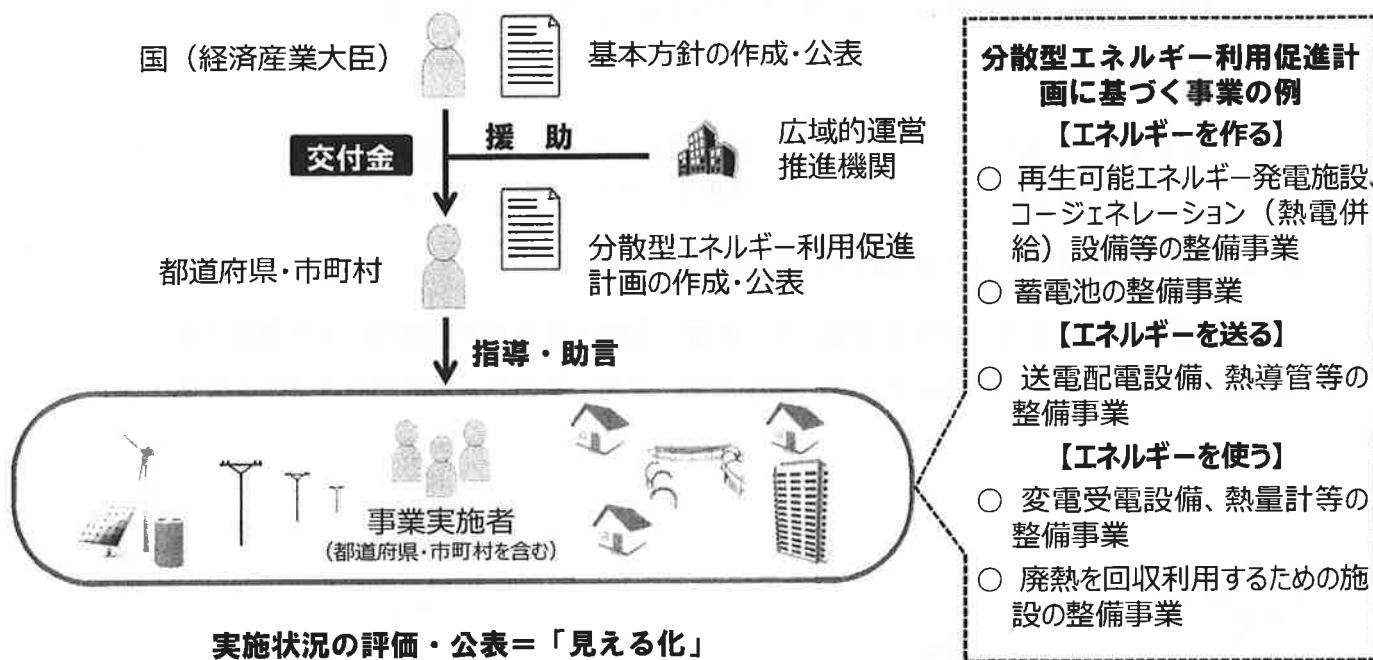 国（経済産業大臣）
基本方針の作成・公表
交付金
援　助
広域的運営
推進機関
都道府県・市町村
分散型エネルギー利用促進
計画の作成・公表
指導・助言
事業実施者
（都道府県・市町村を含む）
実施状況の評価・公表＝「見える化」
分散型エネルギー利用促進計
画に基づく事業の例
【エネルギーを作る】
○ 再生可能エネルギー発電施設、
コージェネレーション（熱電併
給）設備等の整備事業
○ 蓄電池の整備事業
【エネルギーを送る】
○ 送電配電設備、熱導管等の
整備事業
【エネルギーを使う】
○ 変電受電設備、熱量計等の
整備事業
○ 廃熱を回収利用するための施
設の整備事業